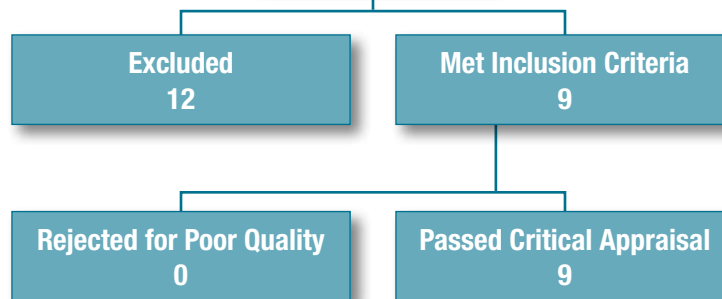 Excluded
12
Met Inclusion Criteria
9
Rejected for Poor Quality
0
Passed Critical Appraisal
9